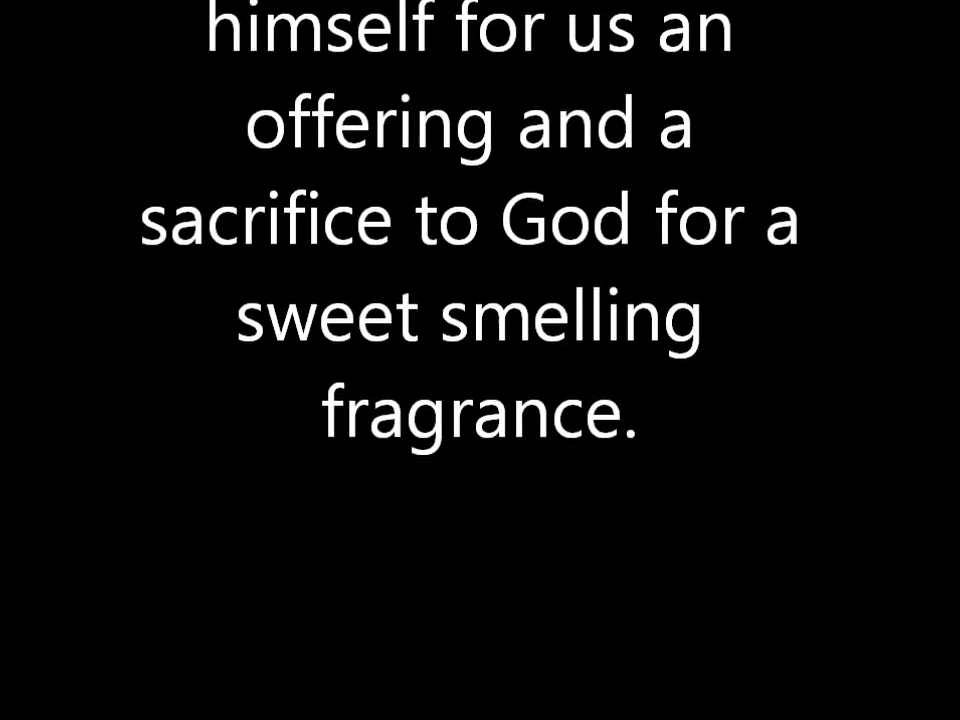 himself for us an
offering and a
sacrifice to God for a
sweet smelling
fragrance.